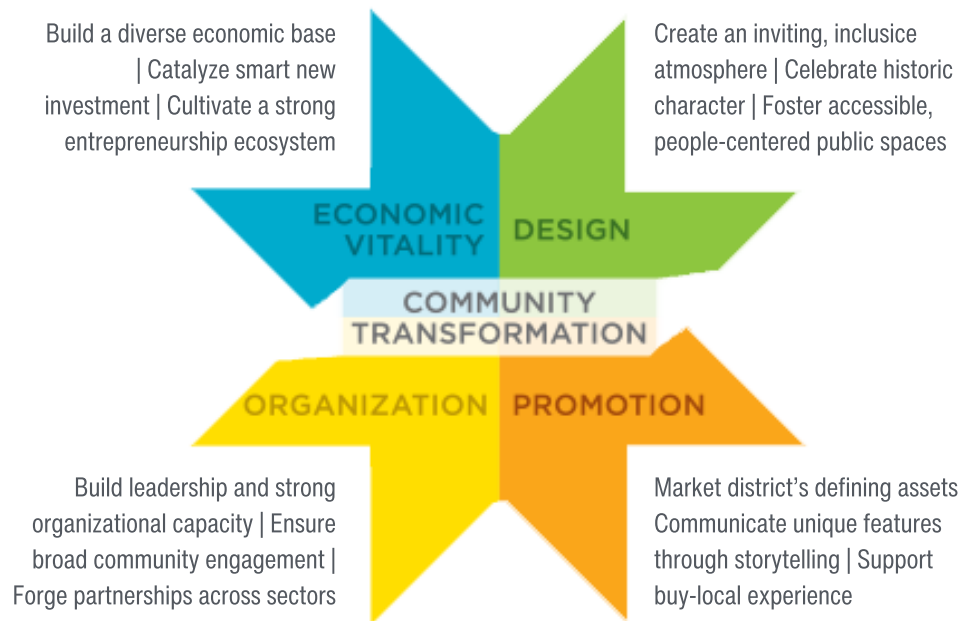 Build a diverse economic base
| Catalyze smart new
investment | Cultivate a strong
entrepreneurship ecosystem
Create an inviting, inclusice
atmosphere | Celebrate historic
character | Foster accessible,
people-centered public spaces
ECONOMIC
VITALITY
DESIGN
COMMUNITY
TRANSFORMATION
ORGANIZATION
PROMOTION
Build leadership and strong
organizational capacity | Ensure
broad community engagement |
Forge partnerships across sectors
Market district's defining assets
Communicate unique features
through storytelling | Support
buy-local experience